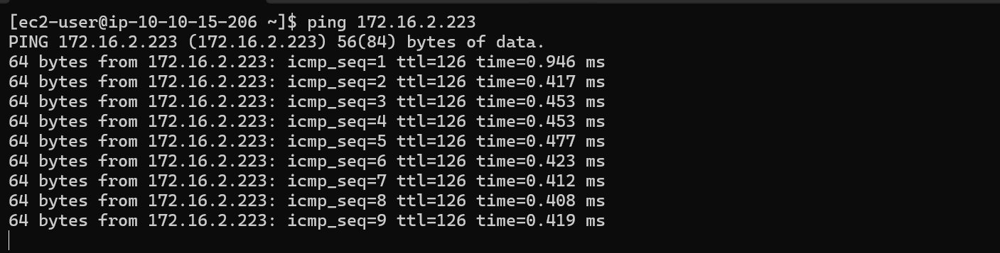 [ec2-user@ip-10-10-15-206 ~]$ ping 172.16.2.223
PING 172.16.2.223 (172.16.2.223) 56(84) bytes of data.
64 bytes from 172.16.2.223: icmp_seq=1 ttl=126 time=0.946 ms
64 bytes from 172.16.2.223: icmp_seq=2 ttl=126 time=0.417 ms
64 bytes from 172.16.2.223: icmp_seq=3 ttl=126 time=0.453 ms
64 bytes from 172.16.2.223: icmp_seq=4 ttl=126 time=0.453 ms
64 bytes from 172.16.2.223: icmp_seq=5 ttl=126 time=0.477 ms
64 bytes from 172.16.2.223: icmp_seq=6 ttl=126 time=0.423 ms
64 bytes from 172.16.2.223: icmp_seq=7 ttl=126 time=0.412 ms
64 bytes from 172.16.2.223: icmp_seq=8 ttl=126 time=0.408 ms
64 bytes from 172.16.2.223: icmp_seq=9 ttl=126 time=0.419 ms